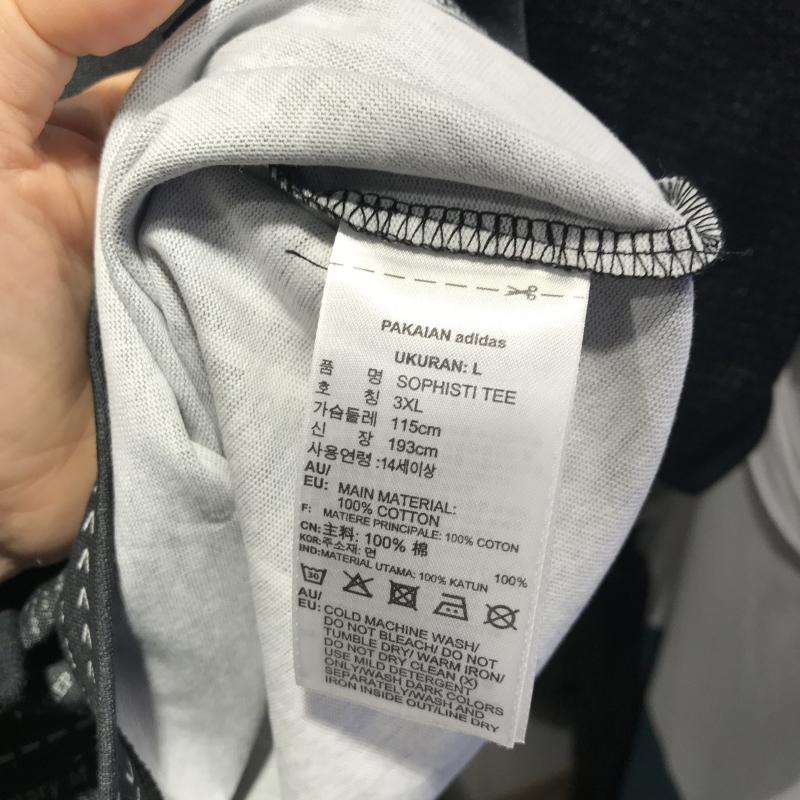 PAKAIAN adidas
UKURAN: L
품 명 SOPHISTI TEE
호 칭 3XL
가슴둘레 115cm
신 장 193cm
사용연령 :14세이상
AU/
EU: MAIN MATERIAL:
100% COTTON
F: MATIERE PRINCIPALE: 100% COTON
CN:主料: 100% 棉
KOR:주소재: 면 100%
IND:MATERIAL UTAMA: 100% KATUN
30
AU/
EU: COLD MACHINE WASH/
DO NOT BLEACH/ DO NOT
TUMBLE DRY/ WARM IRON/
DO NOT DRY CLEAN (X)
USE MILD DETERGENT
ONLY/WASH DARK COLORS
SEPARATELY/WASH AND
IRON INSIDE OUT/LINE DRY